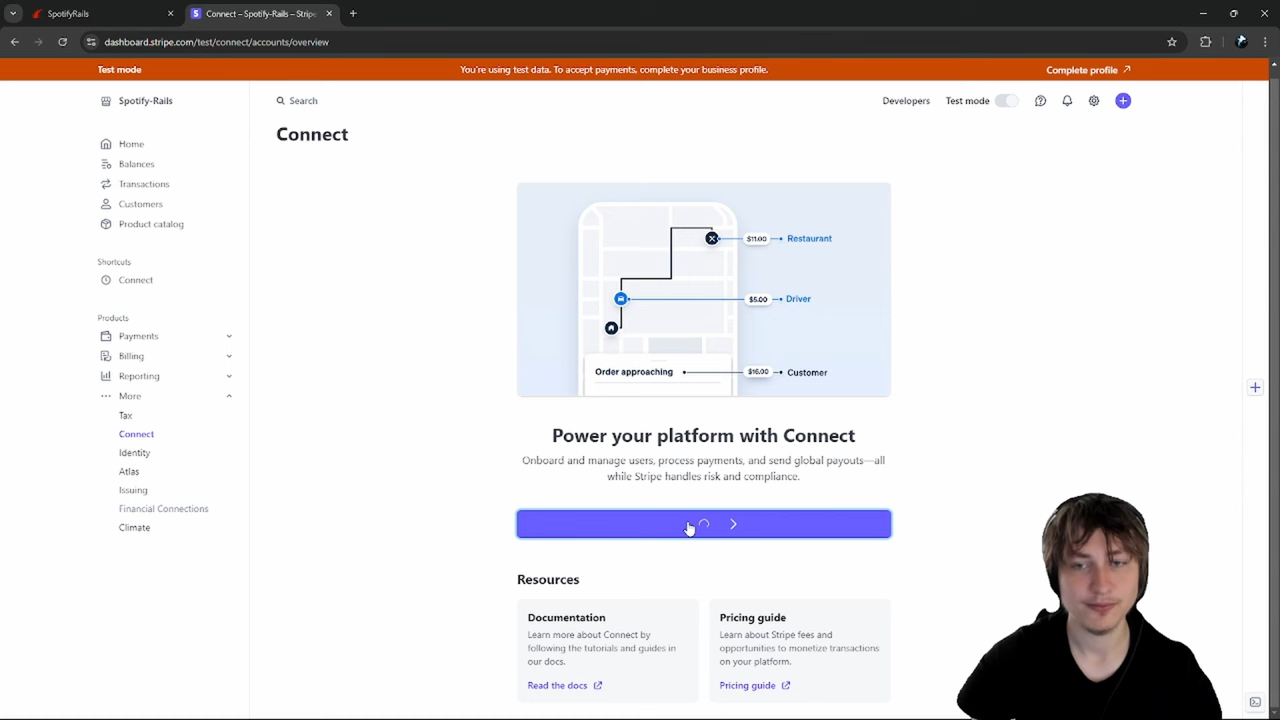 SpotifyRails
Connect – Spotify-Rails – Stripe
dashboard.stripe.com/test/connect/accounts/overview
Test mode
You're using test data. To accept payments, complete your business profile.
Complete profile
Spotify-Rails
Search
Developers
Test mode
Connect
Home
Balances
Transactions
Customers
Product catalog
Shortcuts
Connect
Products
Payments
Billing
Reporting
More
Tax
Connect
Identity
Atlas
Issuing
Financial Connections
Climate
$11.00
Restaurant
$5.00
Driver
Order approaching
$16.00
Customer
Power your platform with Connect
Onboard and manage users, process payments, and send global payouts—all
while Stripe handles risk and compliance.
Resources
Documentation
Learn more about Connect by
following the tutorials and guides in
our docs.
Read the docs
Pricing guide
Learn about Stripe fees and
opportunities to monetize transactions
on your platform.
Pricing guide